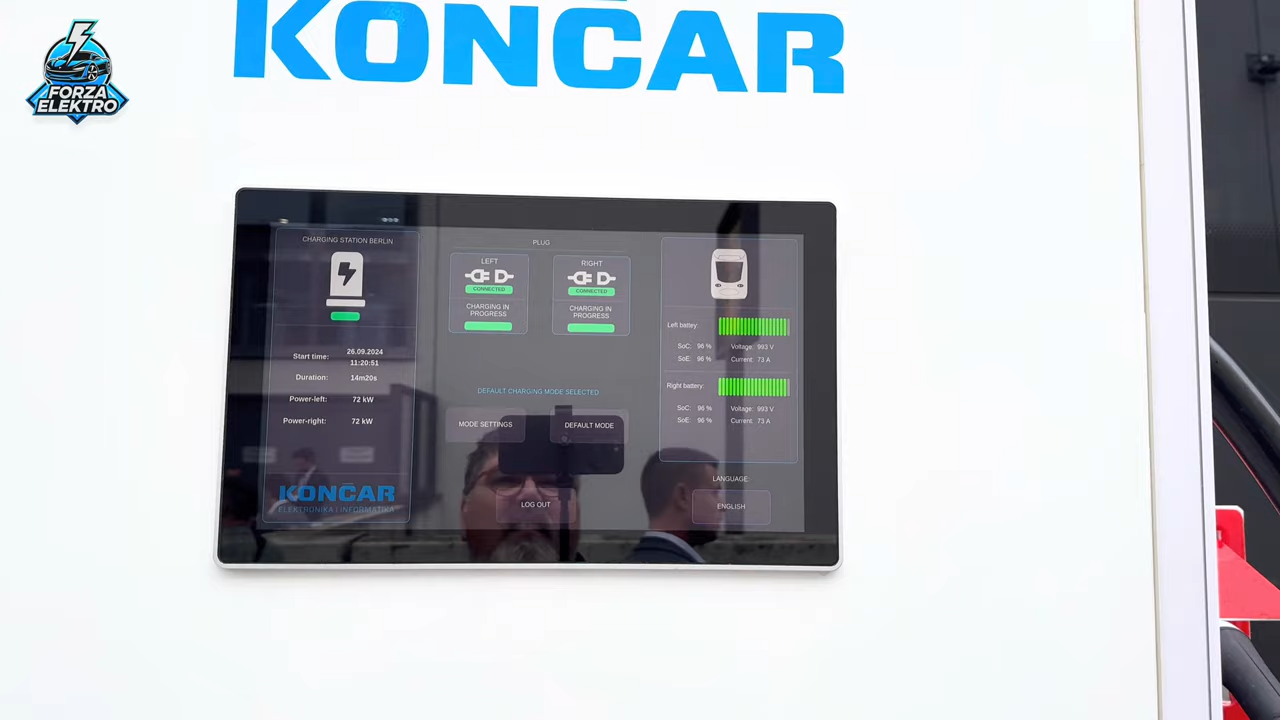 KONČAR
FORZA
ELEKTRO
CHARGING STATION BERLIN
Start time: 26.09.2024
11:20:51
Duration: 14m20s
Power-left: 72 kW
Power-right: 72 kW
KONČAR
ELEKTRONIKA I INFORMATIKA
PLUG
LEFT
CONNECTED
CHARGING IN
PROGRESS
RIGHT
CONNECTED
CHARGING IN
PROGRESS
DEFAULT CHARGING MODE SELECTED
MODE SETTINGS
DEFAULT MODE
LOG OUT
Left battery:
SoC: 96 % Voltage: 993 V
SoE: 96 % Current: 73 A
Right battery:
SoC: 96 % Voltage: 993 V
SoE: 96 % Current: 73 A
LANGUAGE:
ENGLISH